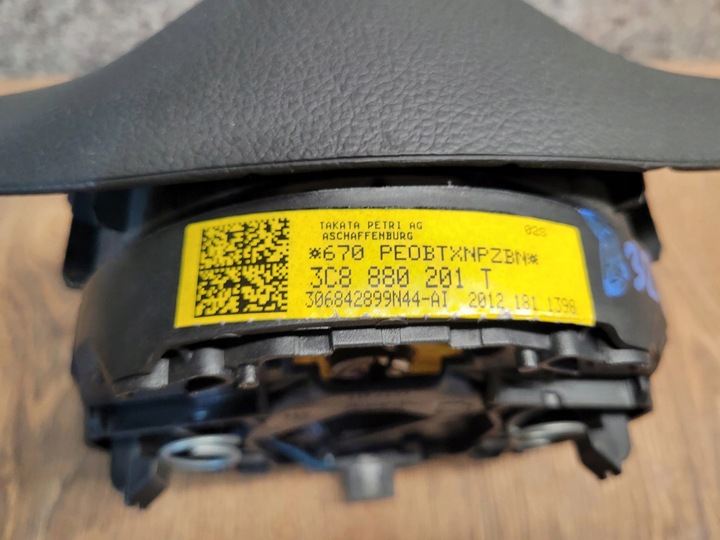 TAKATA PETRI AG 028
ASCHAFFENBURG
*670 PEOBTXNPZBN*
3C8 880 201 T
306842899N44-AI 2012 181 1398